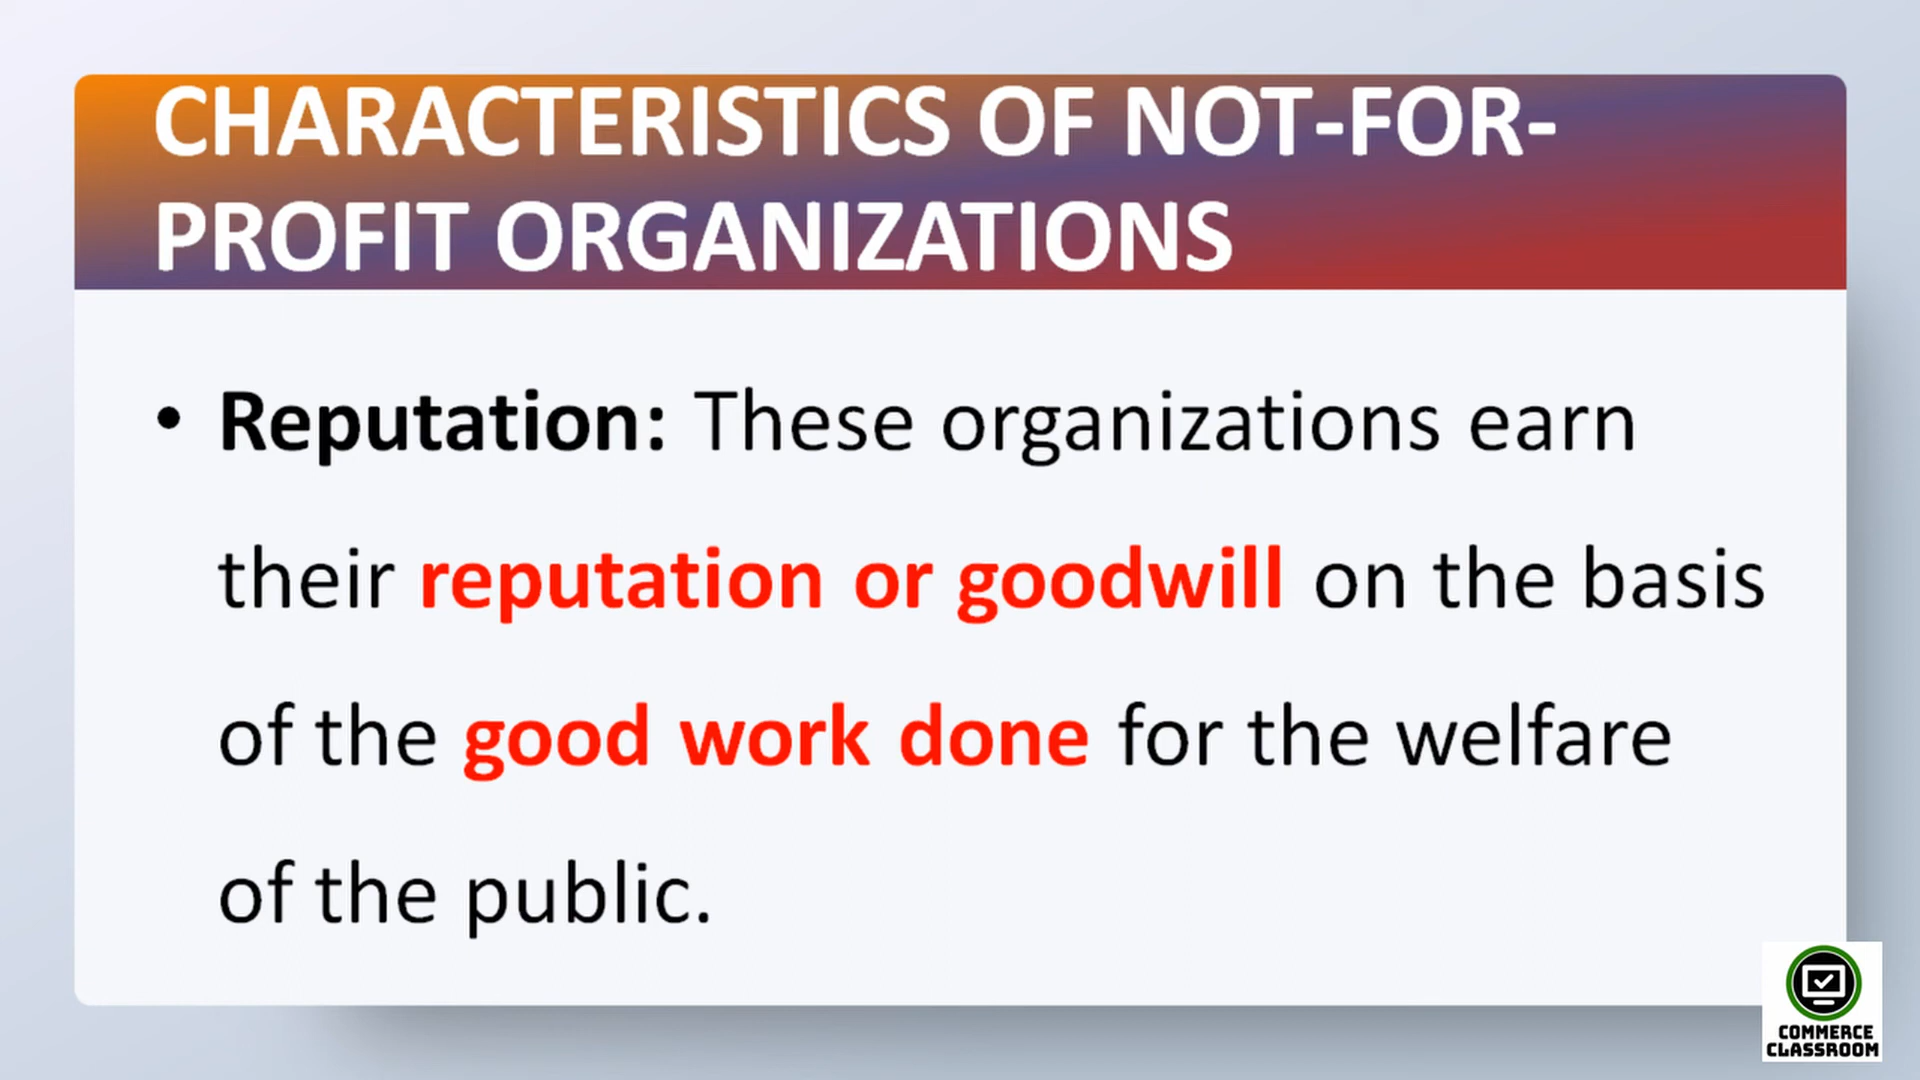 CHARACTERISTICS OF NOT-FOR-
PROFIT ORGANIZATIONS
• Reputation: These organizations earn
their reputation or goodwill on the basis
of the good work done for the welfare
of the public.
COMMERCE
CLASSROOM